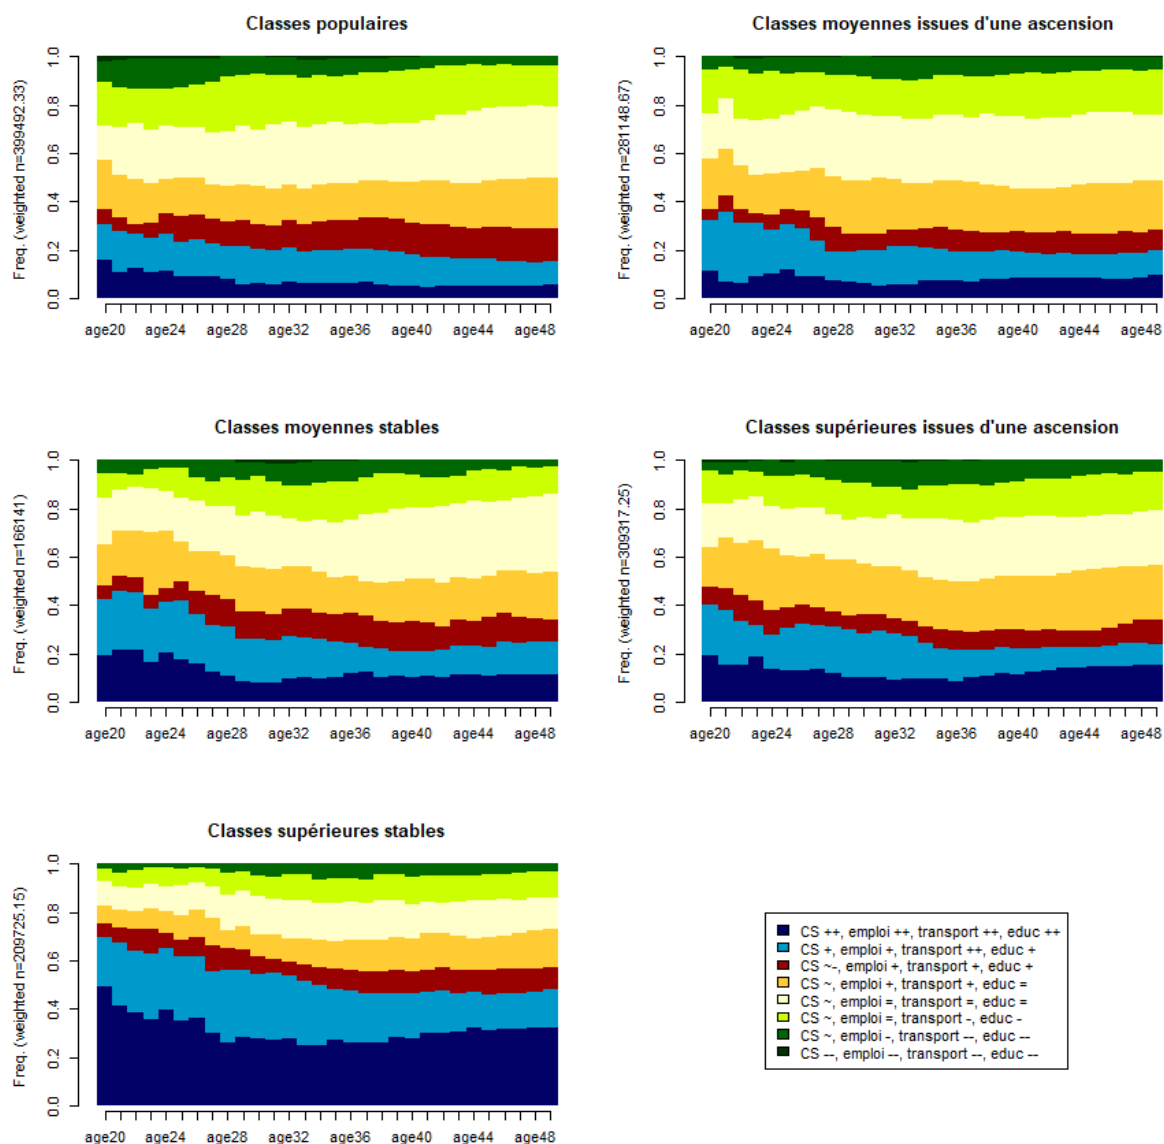 Classes populaires
Freq. (weighted n=399492.33)
0.0 0.2 0.4 0.6 0.8 1.0
age20 age24 age28 age32 age36 age40 age44 age48
Classes moyennes issues d'une ascension
Freq. (weighted n=281148.67)
0.0 0.2 0.4 0.6 0.8 1.0
age20 age24 age28 age32 age36 age40 age44 age48
Classes moyennes stables
Freq. (weighted n=166141)
0.0 0.2 0.4 0.6 0.8 1.0
age20 age24 age28 age32 age36 age40 age44 age48
Classes supérieures issues d'une ascension
Freq. (weighted n=309317.25)
0.0 0.2 0.4 0.6 0.8 1.0
age20 age24 age28 age32 age36 age40 age44 age48
Classes supérieures stables
Freq. (weighted n=209725.15)
0.0 0.2 0.4 0.6 0.8 1.0
age20 age24 age28 age32 age36 age40 age44 age48
CS ++, emploi ++, transport ++, educ ++
CS +, emploi +, transport ++, educ +
CS ~-, emploi +, transport +, educ +
CS ~, emploi +, transport +, educ =
CS ~, emploi =, transport =, educ =
CS ~, emploi =, transport -, educ -
CS ~, emploi -, transport --, educ --
CS --, emploi --, transport --, educ --